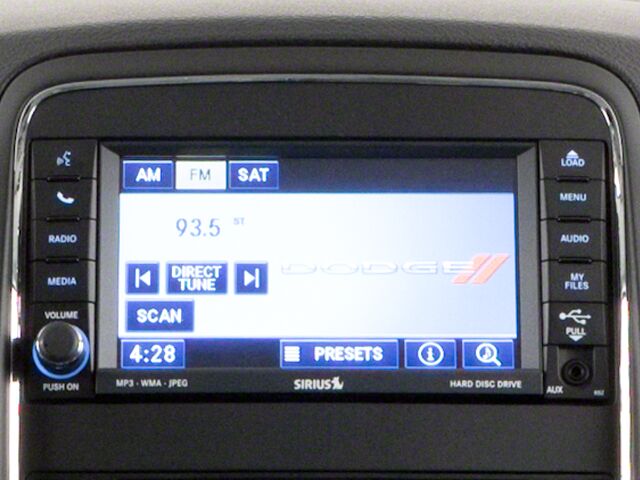 LOAD
AM FM SAT
MENU
93.5 ST
RADIO
AUDIO
DODGE
DIRECT
TUNE
MEDIA
MY
FILES
SCAN
VOLUME
PULL
4:28 PRESETS
PUSH ON
MP3 - WMA - JPEG
SIRIUS
HARD DISC DRIVE
AUX